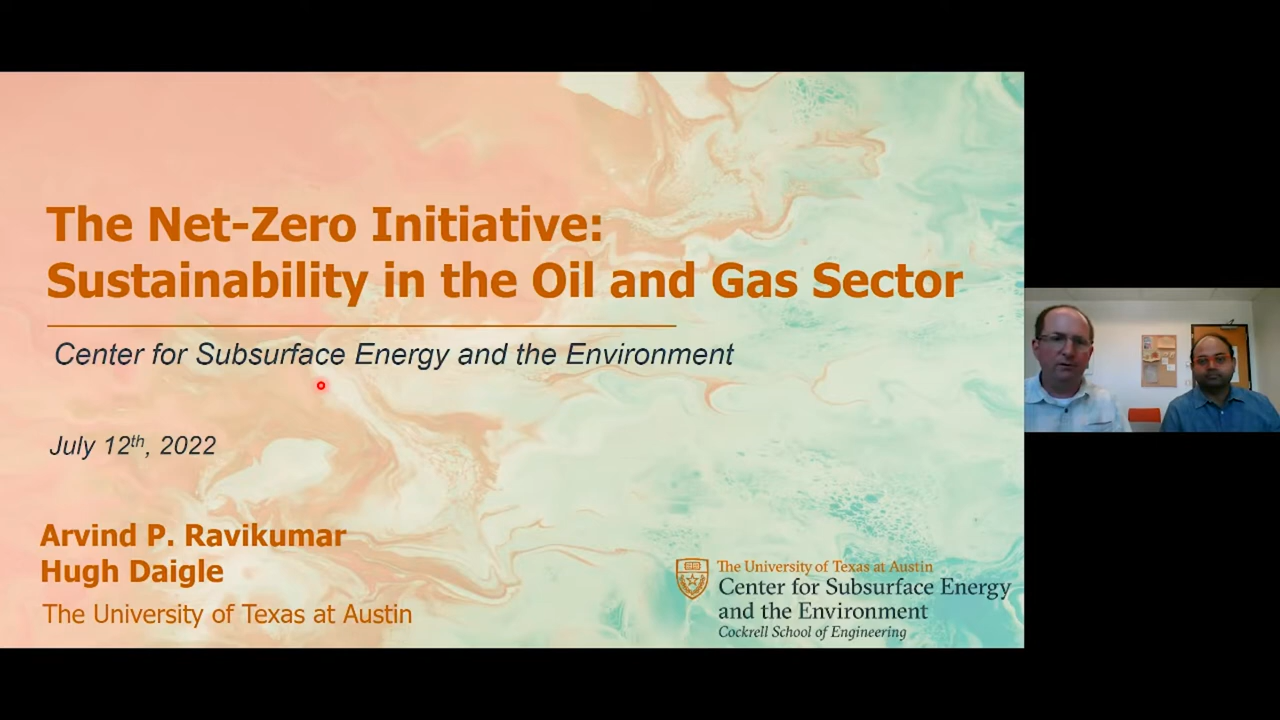 The Net-Zero Initiative:
Sustainability in the Oil and Gas Sector
Center for Subsurface Energy and the Environment
July 12th, 2022
Arvind P. Ravikumar
Hugh Daigle
The University of Texas at Austin
The University of Texas at Austin
Center for Subsurface Energy
and the Environment
Cockrell School of Engineering